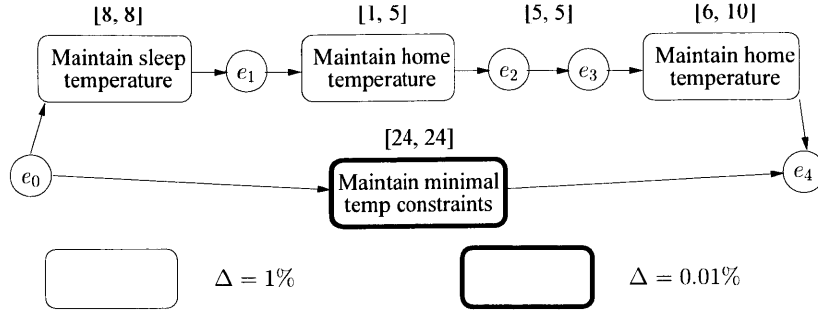 [8, 8] [1, 5] [5, 5] [6, 10]
Maintain sleep
temperature
e₁
Maintain home
temperature
e₂
e₃
Maintain home
temperature
[24, 24]
e₀
Maintain minimal
temp constraints
e₄
Δ = 1%
Δ = 0.01%